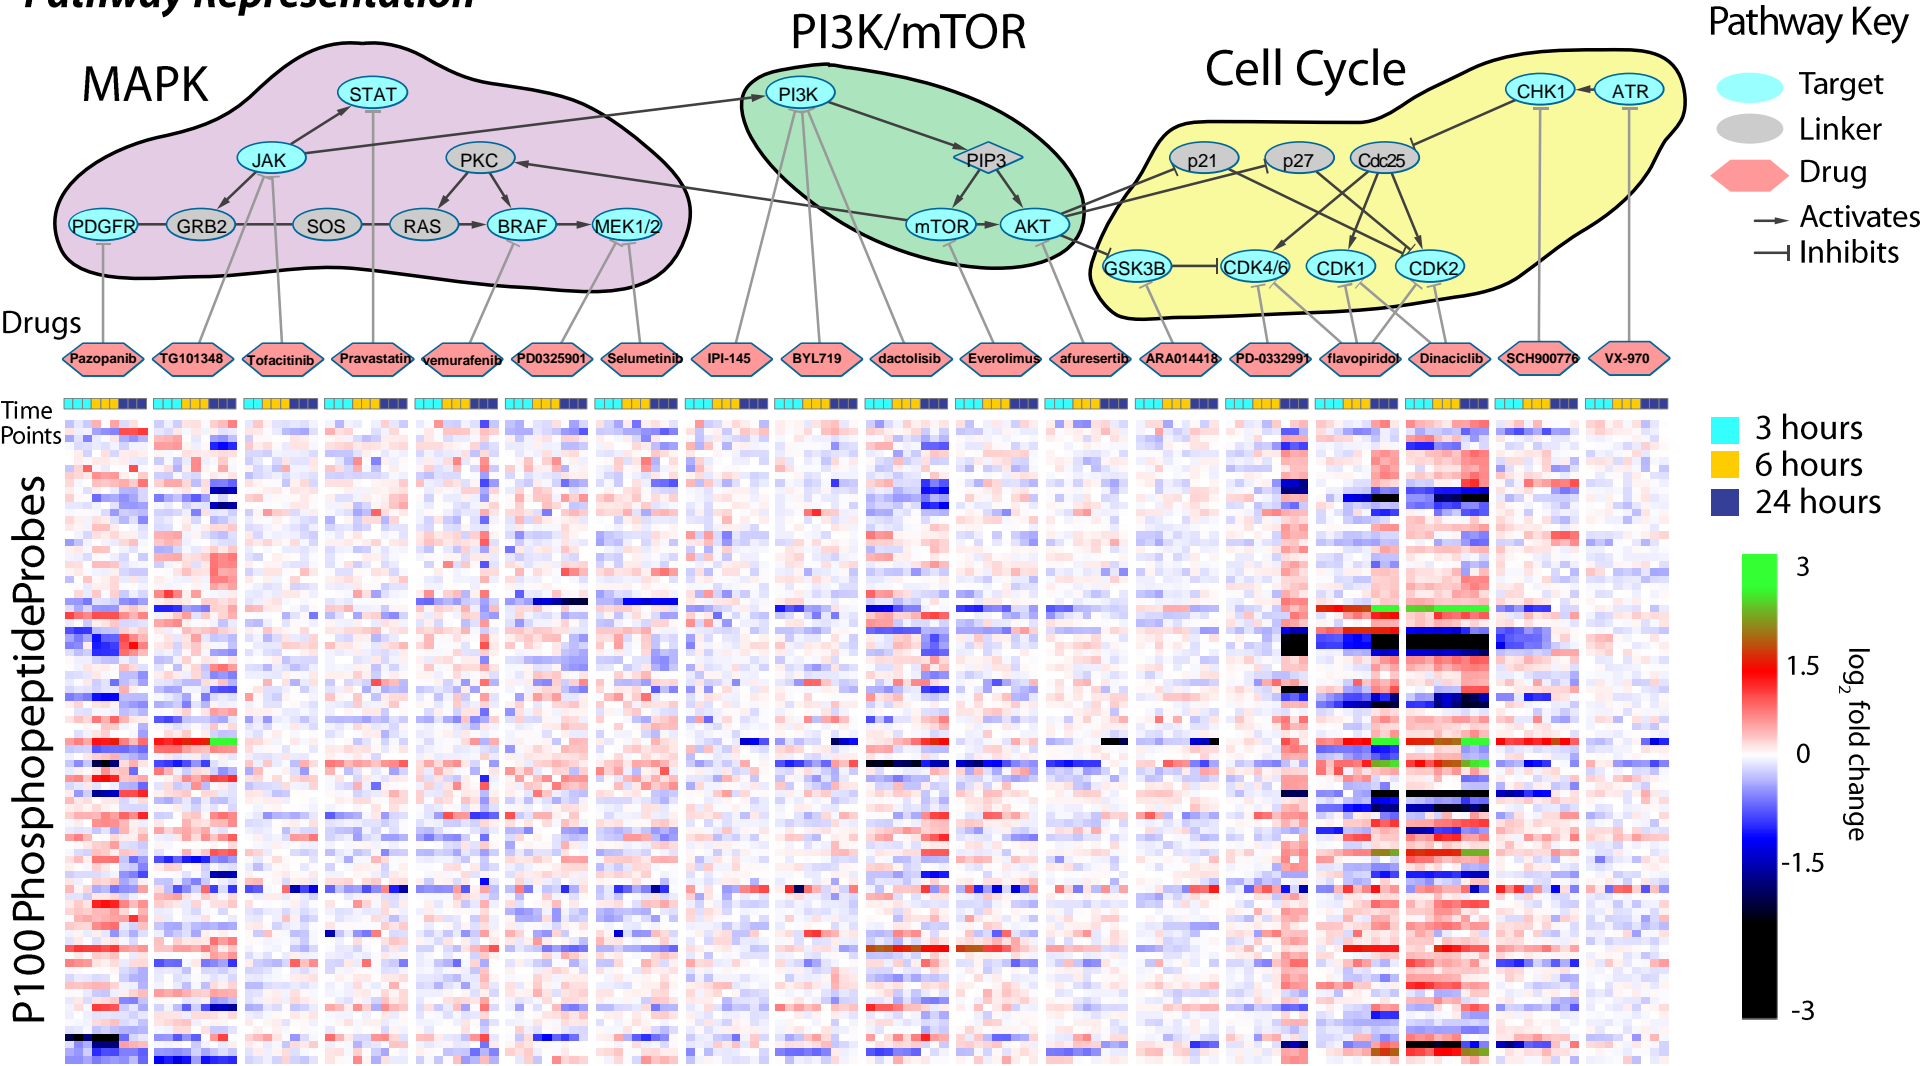 Pathway Representation
PI3K/mTOR
Pathway Key
MAPK
Cell Cycle
STAT
PI3K
CHK1
ATR
Target
Linker
Drug
Activates
Inhibits
JAK
PKC
PIP3
p21
p27
Cdc25
PDGFR
GRB2
SOS
RAS
BRAF
MEK1/2
mTOR
AKT
GSK3B
CDK4/6
CDK1
CDK2
Drugs
Pazopanib
TG101348
Tofacitinib
Pravastatin
vemurafenib
PD0325901
Selumetinib
IPI-145
BYL719
dactolisib
Everolimus
afuresertib
ARA014418
PD-0332991
flavopiridol
Dinaciclib
SCH900776
VX-970
Time
Points
3 hours
6 hours
24 hours
P100 Phosphopeptide Probes
3
1.5
0
-1.5
-3
log2 fold change